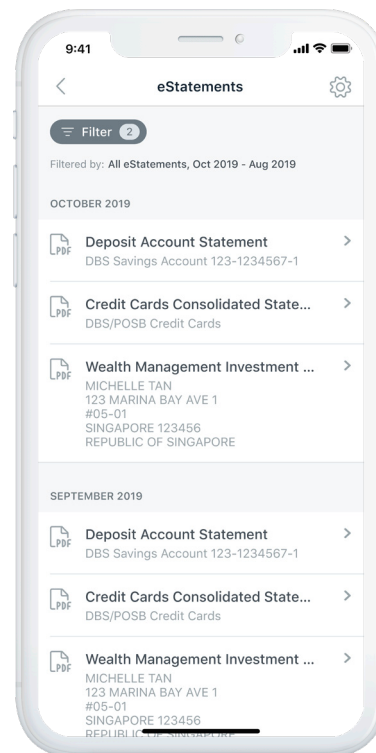 9:41
eStatements
Filter 2
Filtered by: All eStatements, Oct 2019 - Aug 2019
OCTOBER 2019
PDF
Deposit Account Statement
DBS Savings Account 123-1234567-1
PDF
Credit Cards Consolidated State...
DBS/POSB Credit Cards
PDF
Wealth Management Investment ...
MICHELLE TAN
123 MARINA BAY AVE 1
#05-01
SINGAPORE 123456
REPUBLIC OF SINGAPORE
SEPTEMBER 2019
PDF
Deposit Account Statement
DBS Savings Account 123-1234567-1
PDF
Credit Cards Consolidated State...
DBS/POSB Credit Cards
PDF
Wealth Management Investment ...
MICHELLE TAN
123 MARINA BAY AVE 1
#05-01
SINGAPORE 123456
REPUBLIC OF SINGAPORE